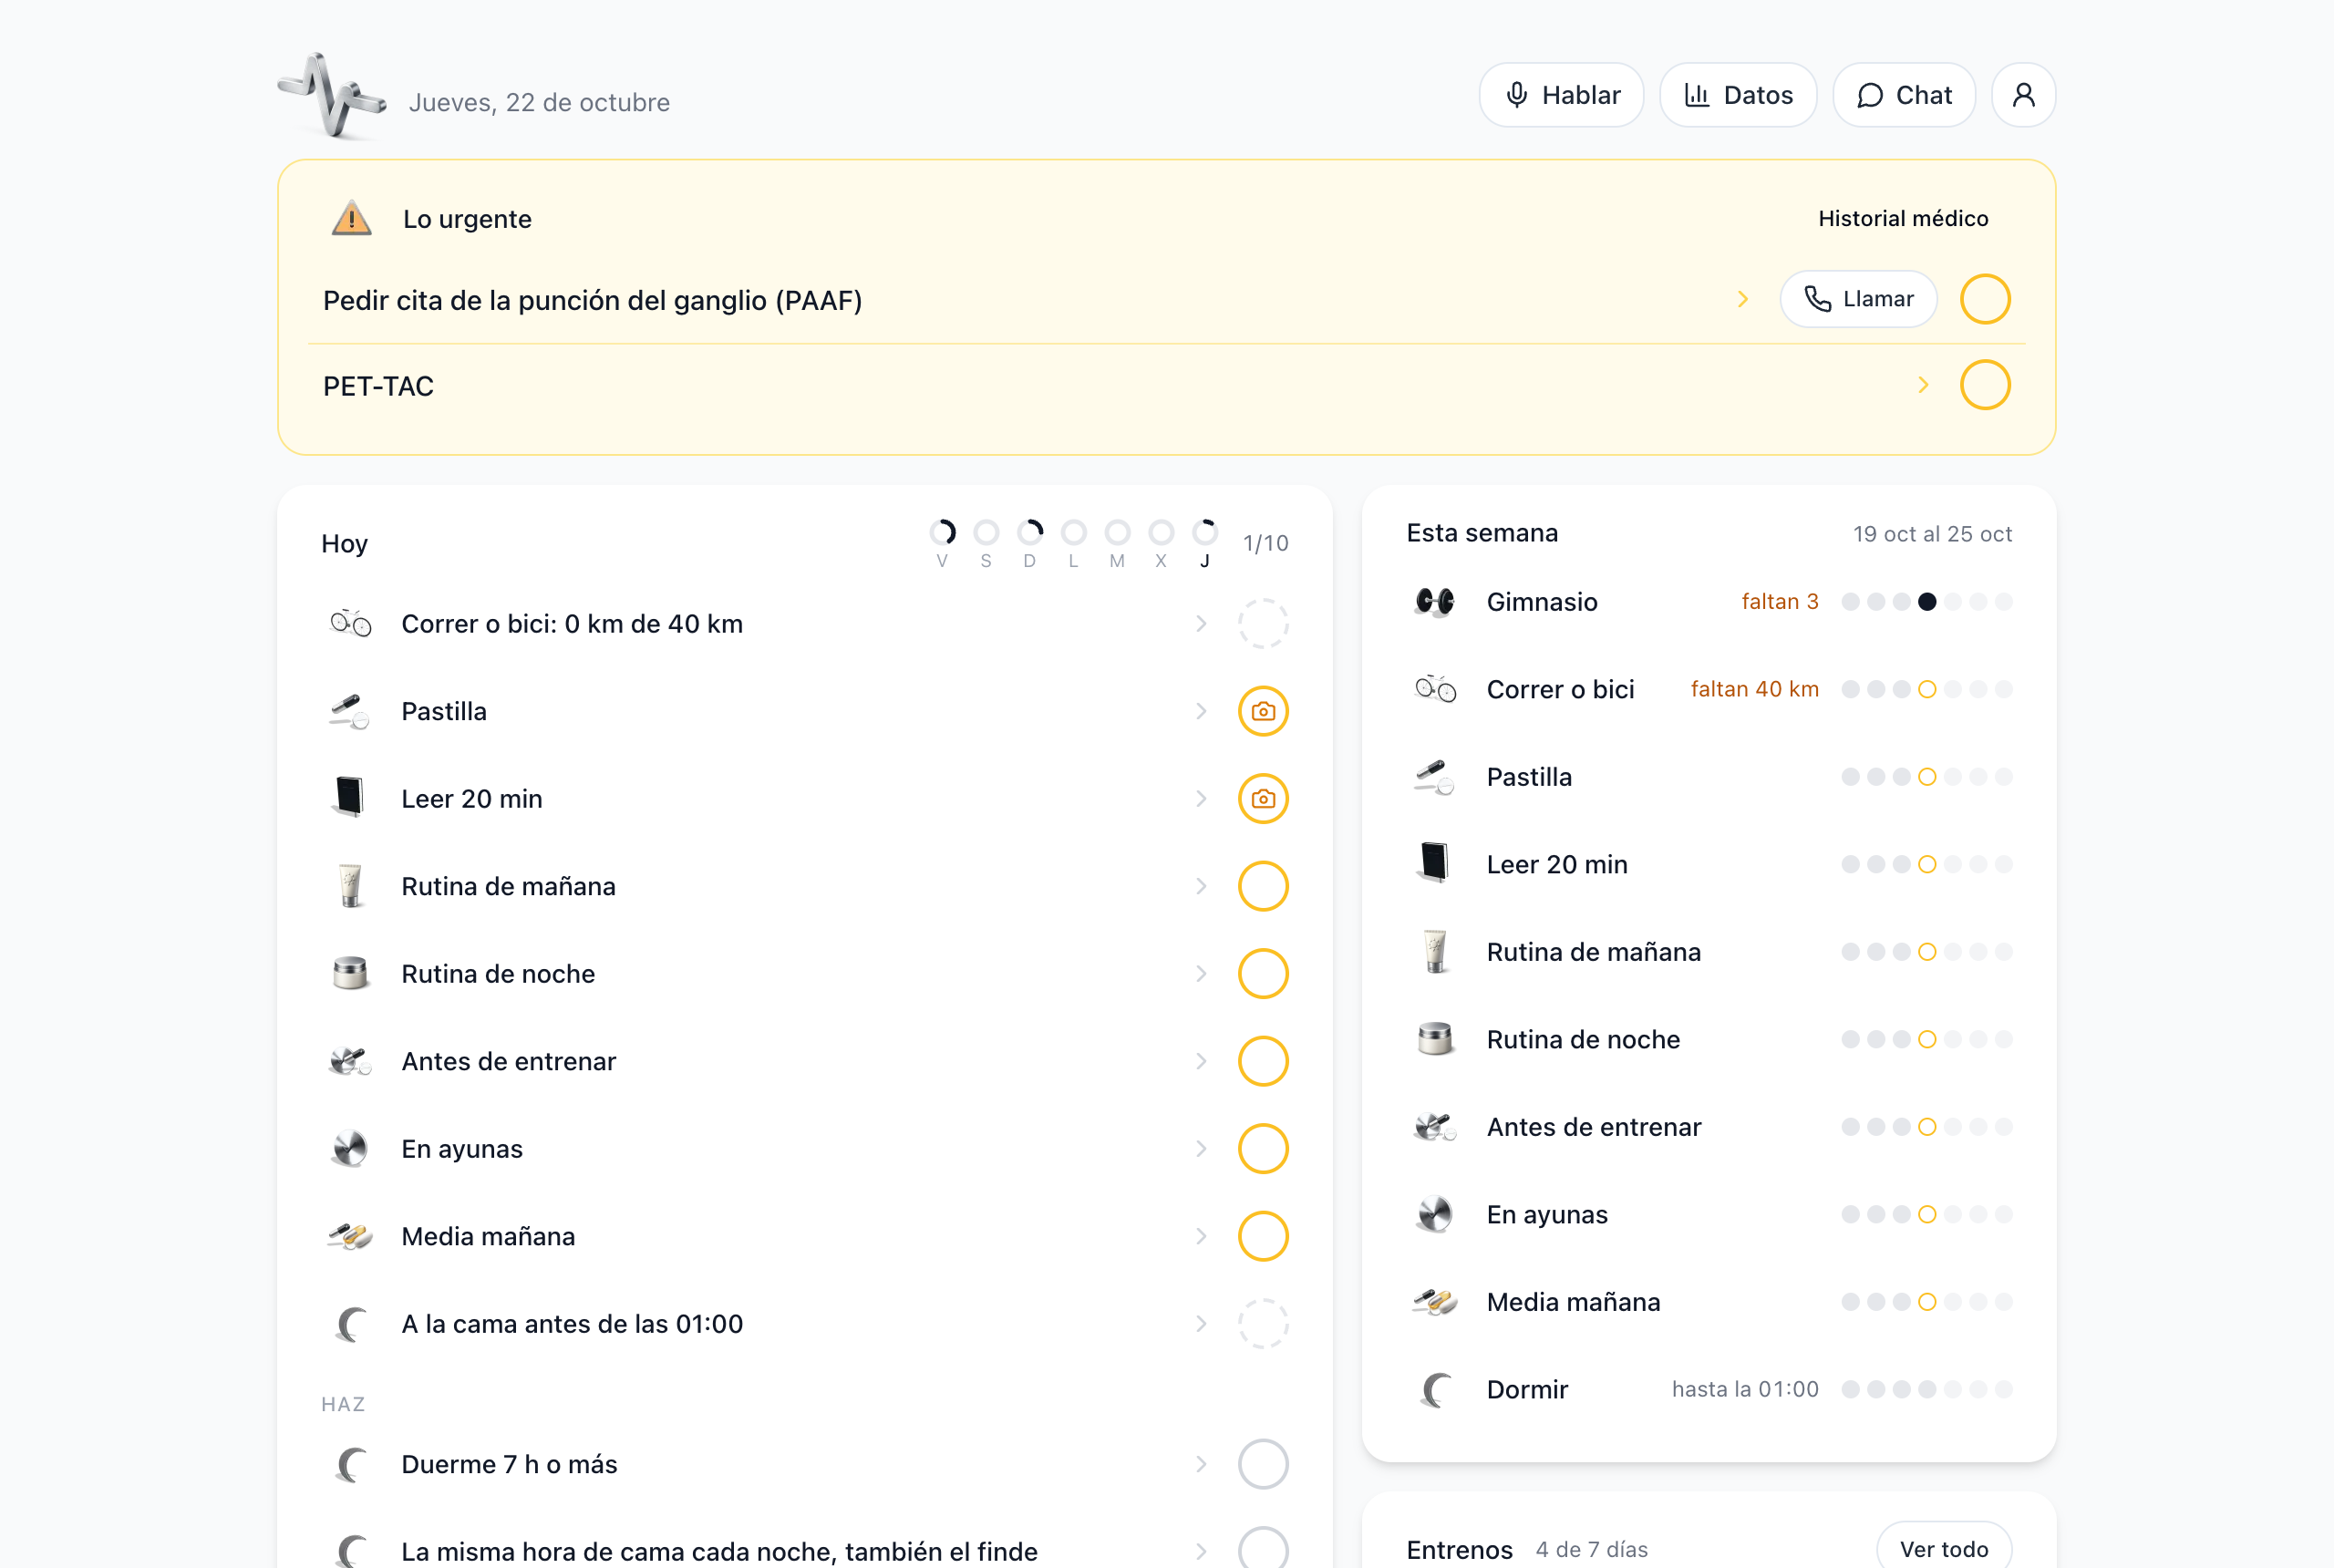 Jueves, 22 de octubre
Hablar
Datos
Chat
Lo urgente
Historial médico
Pedir cita de la punción del ganglio (PAAF)
Llamar
PET-TAC
Hoy
V S D L M X J
1/10
Correr o bici: 0 km de 40 km
Pastilla
Leer 20 min
Rutina de mañana
Rutina de noche
Antes de entrenar
En ayunas
Media mañana
A la cama antes de las 01:00
HAZ
Duerme 7 h o más
La misma hora de cama cada noche, también el finde
Esta semana
19 oct al 25 oct
Gimnasio
faltan 3
Correr o bici
faltan 40 km
Pastilla
Leer 20 min
Rutina de mañana
Rutina de noche
Antes de entrenar
En ayunas
Media mañana
Dormir
hasta la 01:00
Entrenos
4 de 7 días
Ver todo